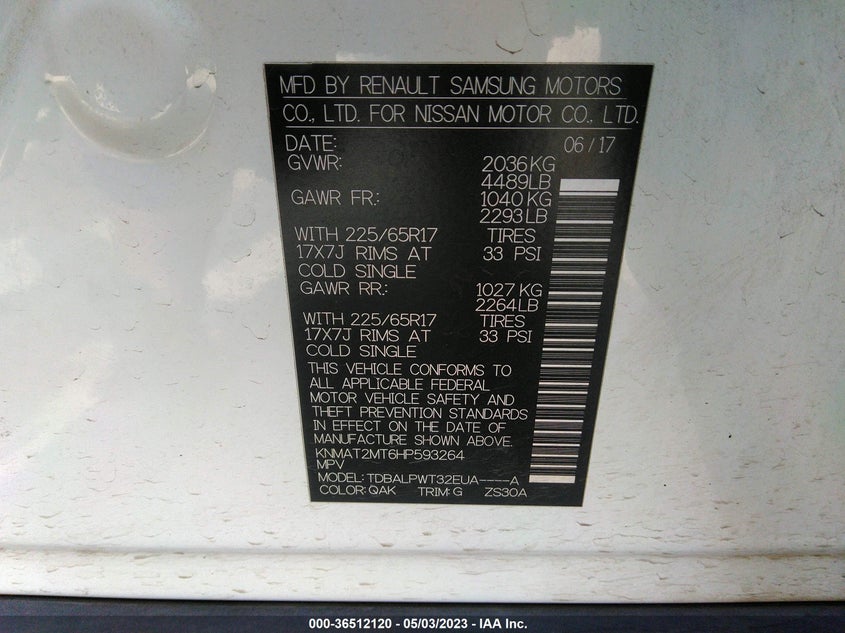 MFD BY RENAULT SAMSUNG MOTORS
CO., LTD. FOR NISSAN MOTOR CO., LTD.
DATE: 06/17
GVWR: 2036KG
4489LB
GAWR FR.: 1040KG
2293LB
WITH 225/65R17 TIRES
17X7J RIMS AT 33 PSI
COLD SINGLE
GAWR RR.: 1027KG
2264LB
WITH 225/65R17 TIRES
17X7J RIMS AT 33 PSI
COLD SINGLE
THIS VEHICLE CONFORMS TO
ALL APPLICABLE FEDERAL
MOTOR VEHICLE SAFETY AND
THEFT PREVENTION STANDARDS
IN EFFECT ON THE DATE OF
MANUFACTURE SHOWN ABOVE.
KNMAT2MT6HP593264
MPV
MODEL: TDBALPWT32EUA----A
COLOR: QAK TRIM: G ZS30A
000-36512120 - 05/03/2023 - IAA Inc.